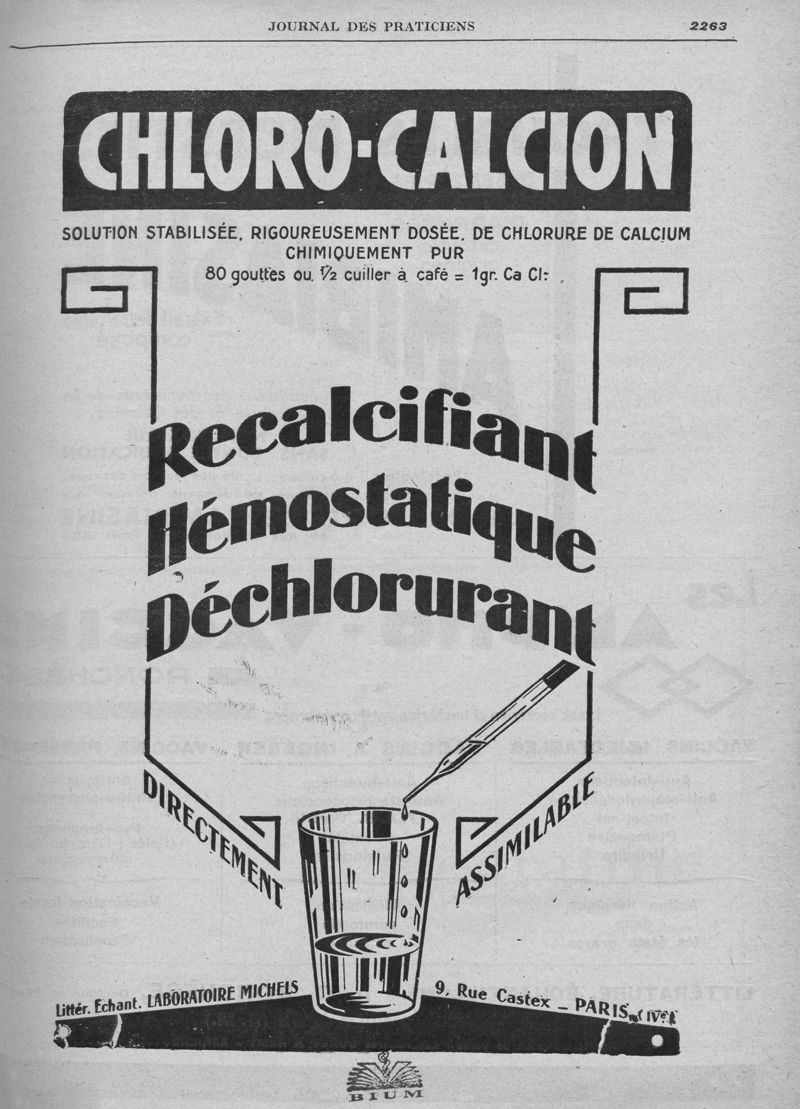 JOURNAL DES PRATICIENS
2263
CHLORO-CALCION
SOLUTION STABILISÉE, RIGOUREUSEMENT DOSÉE, DE CHLORURE DE CALCIUM
CHIMIQUEMENT PUR
80 gouttes ou 1/2 cuiller à café = 1gr. Ca Cl²
Recalcifiant
Hémostatique
Déchlorurant
DIRECTEMENT
ASSIMILABLE
Littér. Echant. LABORATOIRE MICHELS
9, Rue Castex - PARIS (IVe)
BIUM